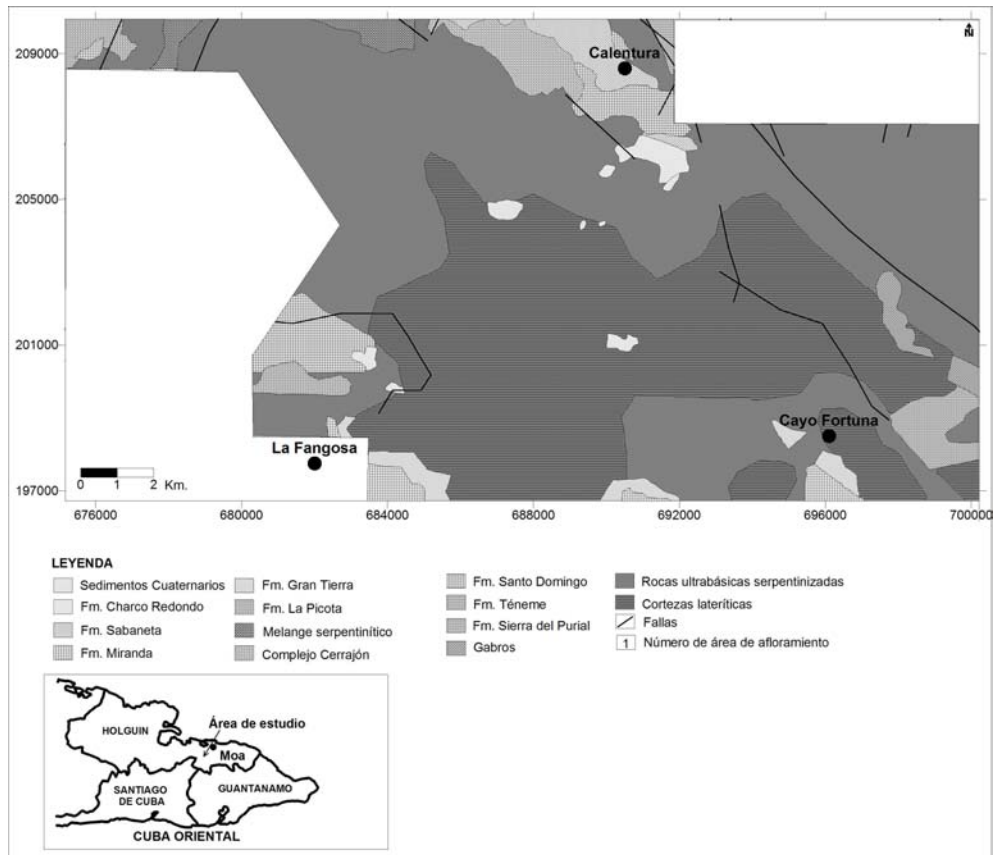 N
209000
Calentura
205000
201000
Cayo Fortuna
La Fangosa
0 1 2 Km.
197000
676000 680000 684000 688000 692000 696000 700000
LEYENDA
Sedimentos Cuaternarios
Fm. Charco Redondo
Fm. Sabaneta
Fm. Miranda
Fm. Gran Tierra
Fm. La Picota
Melange serpentinítico
Complejo Cerrajón
Fm. Santo Domingo
Fm. Téneme
Fm. Sierra del Purial
Gabros
Rocas ultrabásicas serpentinizadas
Cortezas lateríticas
Fallas
1 Número de área de afloramiento
Área de estudio
HOLGUIN
Moa
SANTIAGO
DE CUBA
GUANTANAMO
CUBA ORIENTAL